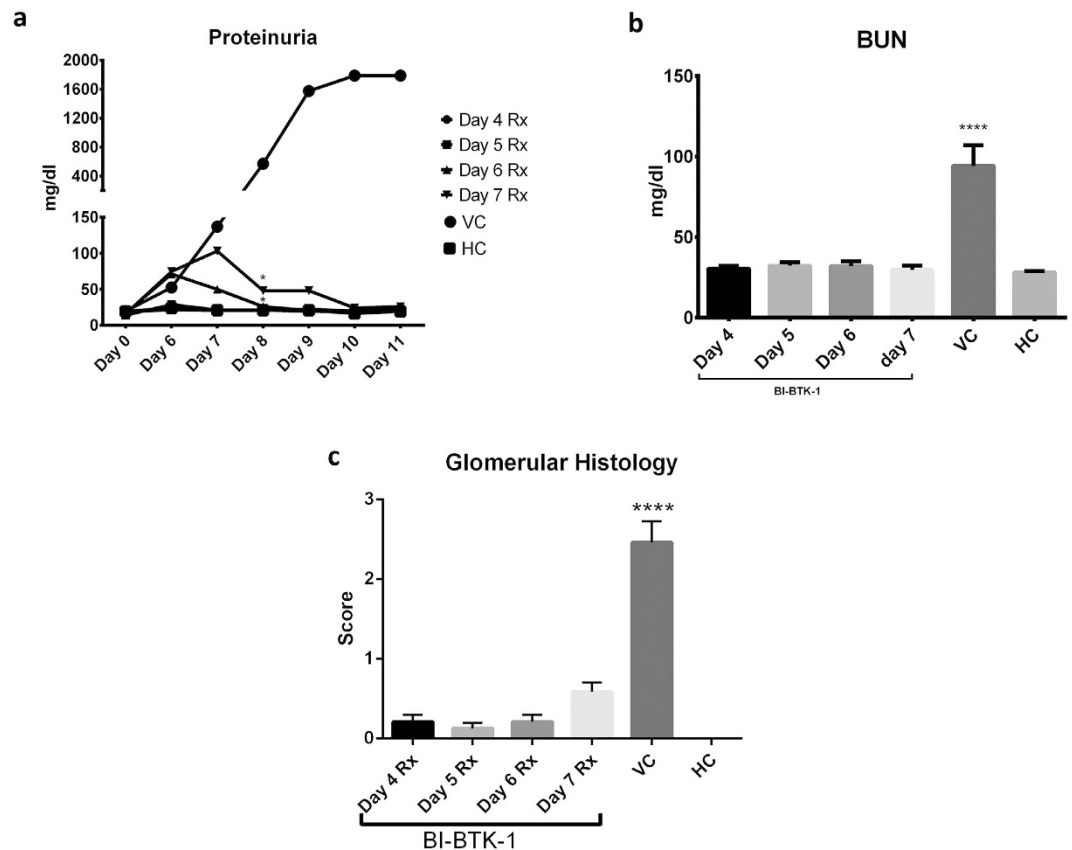 a
Proteinuria
2000
1800
1600
1400
1200
1000
800
600
400
150
100
50
0
mg/dl
Day 0
Day 6
Day 7
Day 8
Day 9
Day 10
Day 11
*
*
Day 4 Rx
Day 5 Rx
Day 6 Rx
Day 7 Rx
VC
HC
b
BUN
150
100
50
0
mg/dl
****
Day 4
Day 5
Day 6
day 7
VC
HC
BI-BTK-1
c
Glomerular Histology
3
2
1
0
Score
****
Day 4 Rx
Day 5 Rx
Day 6 Rx
Day 7 Rx
VC
HC
BI-BTK-1